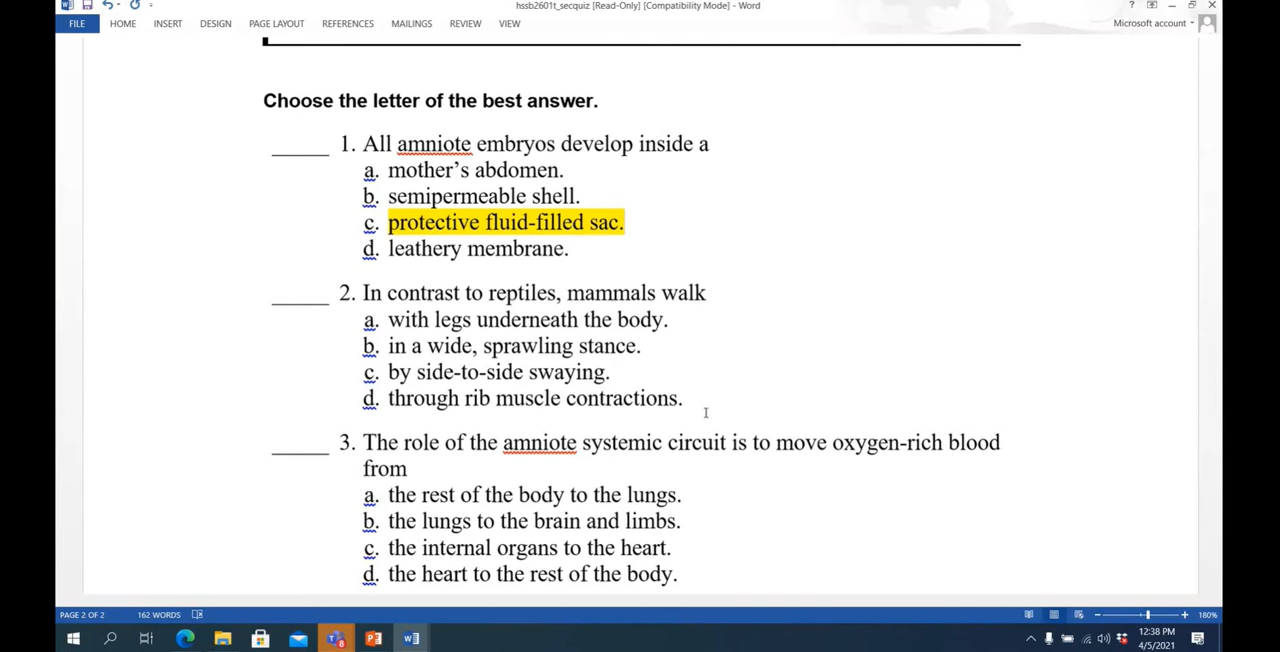 hssb2601t_secquiz [Read-Only] [Compatibility Mode] - Word
FILE HOME INSERT DESIGN PAGE LAYOUT REFERENCES MAILINGS REVIEW VIEW Microsoft account
Choose the letter of the best answer.
______ 1. All amniote embryos develop inside a
a. mother's abdomen.
b. semipermeable shell.
c. protective fluid-filled sac.
d. leathery membrane.
______ 2. In contrast to reptiles, mammals walk
a. with legs underneath the body.
b. in a wide, sprawling stance.
c. by side-to-side swaying.
d. through rib muscle contractions.
______ 3. The role of the amniote systemic circuit is to move oxygen-rich blood
from
a. the rest of the body to the lungs.
b. the lungs to the brain and limbs.
c. the internal organs to the heart.
d. the heart to the rest of the body.
PAGE 2 OF 2 162 WORDS 180%
12:38 PM
4/5/2021